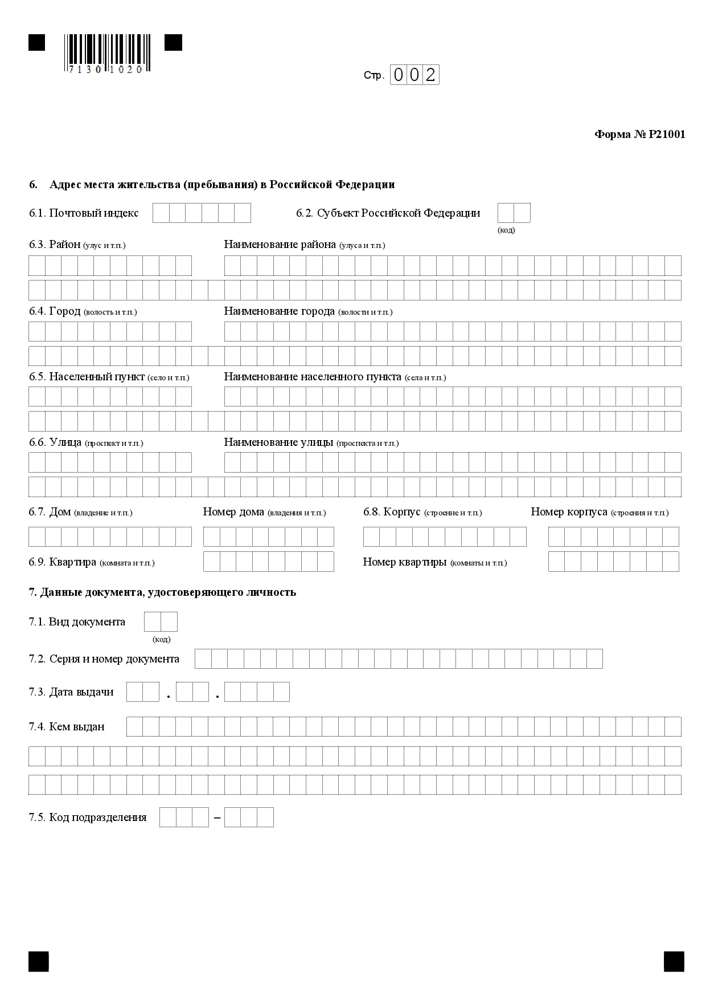 7130 1020
Стр. 002
Форма № Р21001
6. Адрес места жительства (пребывания) в Российской Федерации
6.1. Почтовый индекс 6.2. Субъект Российской Федерации
(код)
6.3. Район (улус и т.п.) Наименование района (улуса и т.п.)
6.4. Город (волость и т.п.) Наименование города (волости и т.п.)
6.5. Населенный пункт (село и т.п.) Наименование населенного пункта (села и т.п.)
6.6. Улица (проспект и т.п.) Наименование улицы (проспекта и т.п.)
6.7. Дом (владение и т.п.) Номер дома (владения и т.п.) 6.8. Корпус (строение и т.п.) Номер корпуса (строения и т.п.)
6.9. Квартира (комната и т.п.) Номер квартиры (комнаты и т.п.)
7. Данные документа, удостоверяющего личность
7.1. Вид документа
(код)
7.2. Серия и номер документа
7.3. Дата выдачи . .
7.4. Кем выдан
7.5. Код подразделения –